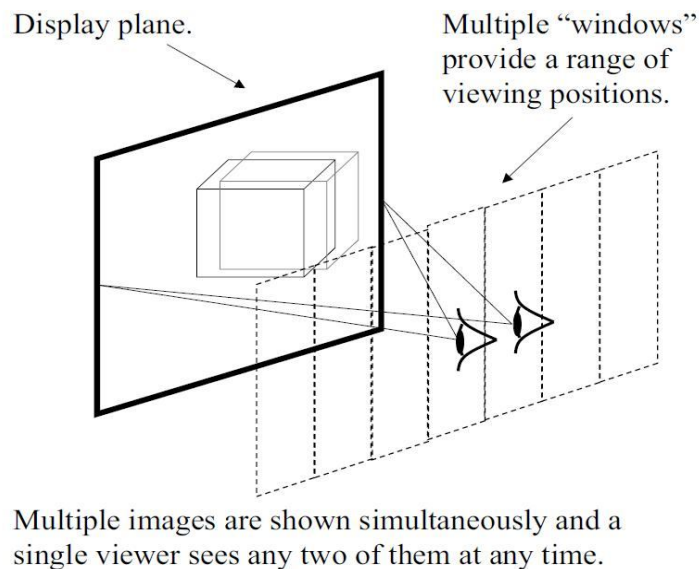 Display plane.
Multiple “windows”
provide a range of
viewing positions.
Multiple images are shown simultaneously and a
single viewer sees any two of them at any time.